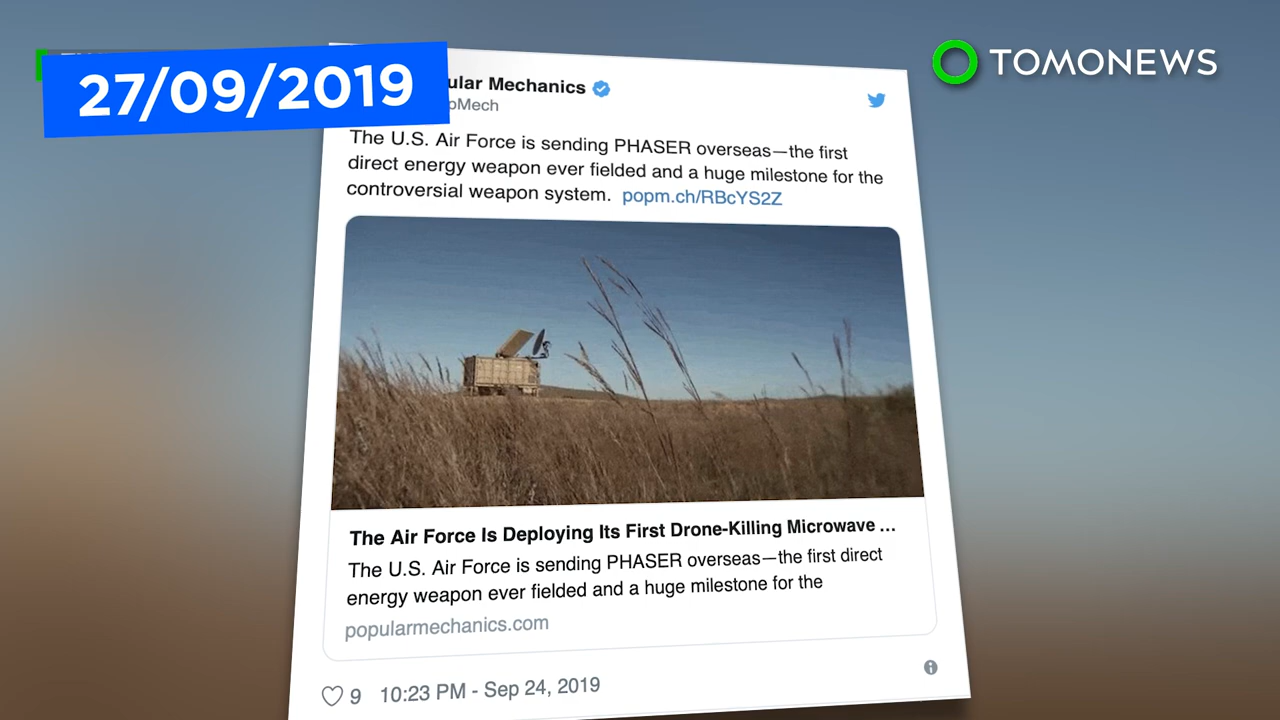 27/09/2019
TOMONEWS
ular Mechanics
oMech
The U.S. Air Force is sending PHASER overseas—the first
direct energy weapon ever fielded and a huge milestone for the
controversial weapon system. popm.ch/RBcYS2Z
The Air Force Is Deploying Its First Drone-Killing Microwave ...
The U.S. Air Force is sending PHASER overseas—the first direct
energy weapon ever fielded and a huge milestone for the
popularmechanics.com
9 10:23 PM - Sep 24, 2019